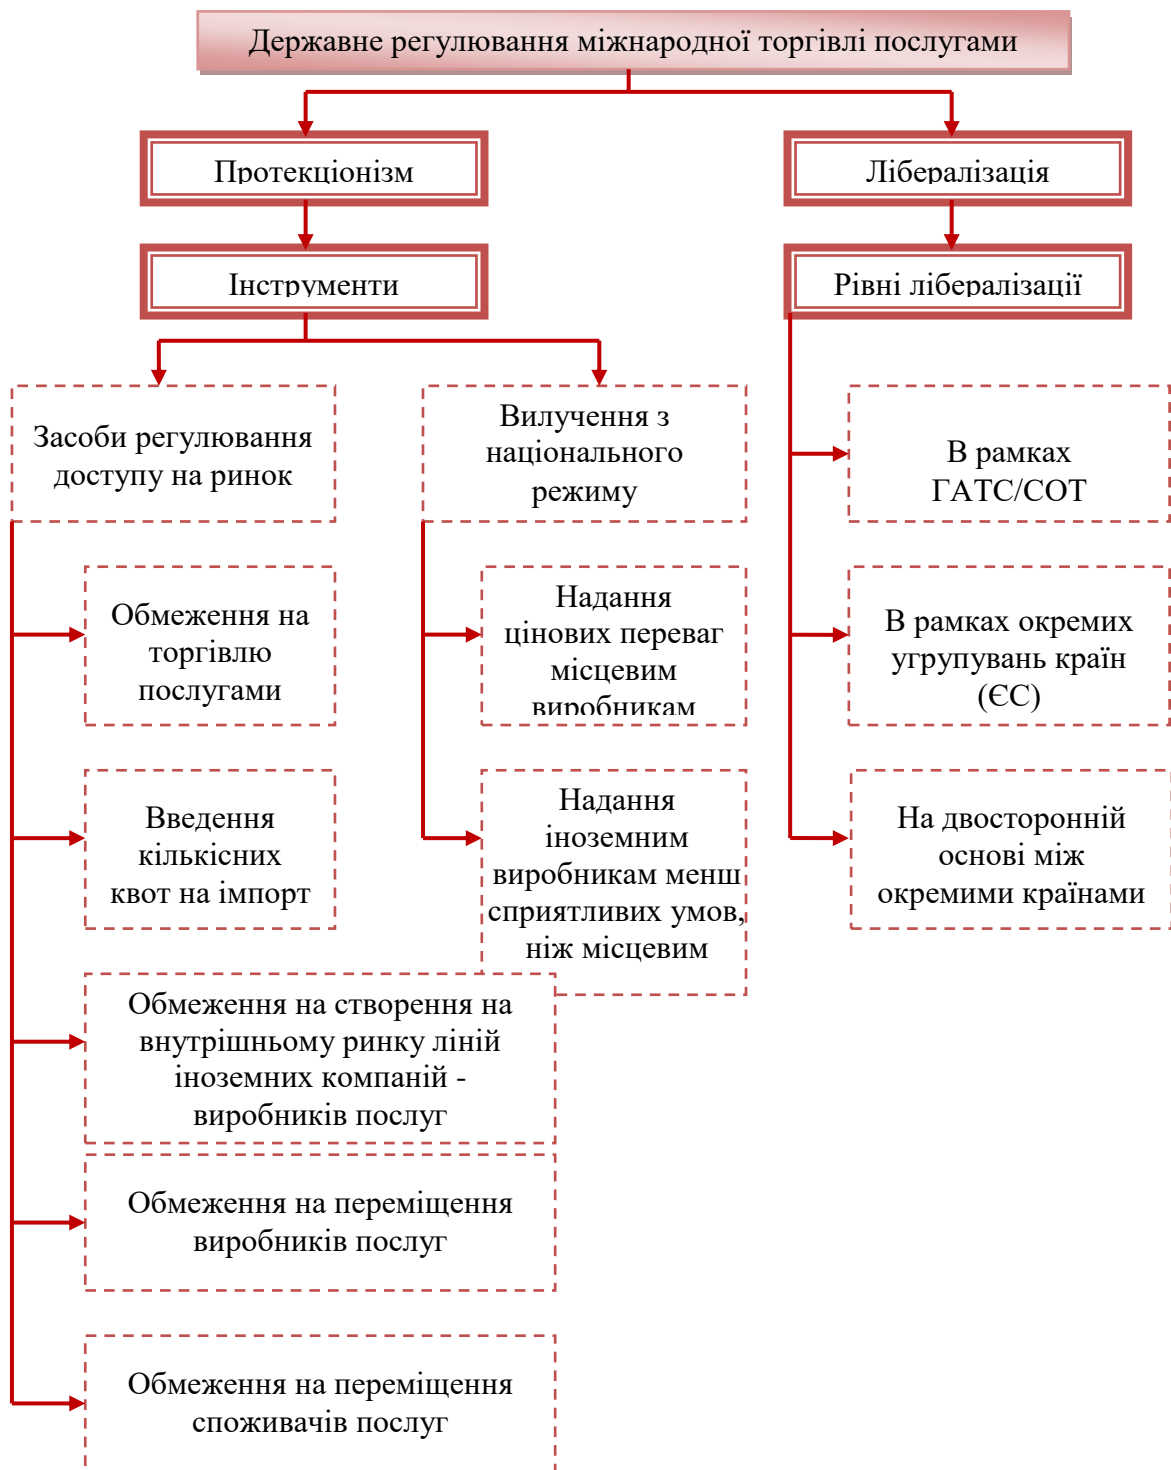 Державне регулювання міжнародної торгівлі послугами
Протекціонізм
Лібералізація
Інструменти
Рівні лібералізації
Засоби регулювання
доступу на ринок
Вилучення з
національного
режиму
В рамках
ГАТС/СОТ
Обмеження на
торгівлю
послугами
Надання
цінових переваг
місцевим
виробникам
В рамках окремих
угрупувань країн
(ЄС)
Введення
кількісних
квот на імпорт
Надання
іноземним
виробникам менш
сприятливих умов,
ніж місцевим
На двосторонній
основі між
окремими країнами
Обмеження на створення на
внутрішньому ринку ліній
іноземних компаній -
виробників послуг
Обмеження на переміщення
виробників послуг
Обмеження на переміщення
споживачів послуг